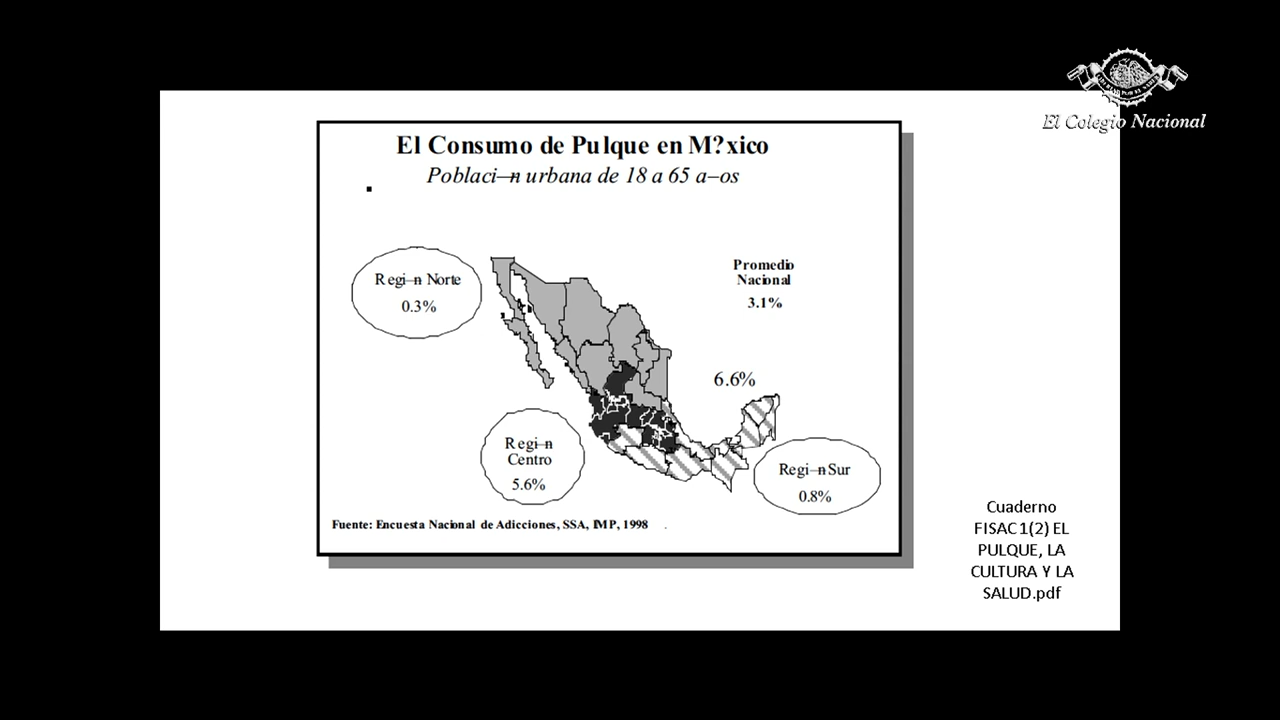 El Colegio Nacional
El Consumo de Pulque en M?xico
Poblaci–n urbana de 18 a 65 a–os
Regi–n Norte
0.3%
Promedio
Nacional
3.1%
6.6%
Regi–n
Centro
5.6%
Regi–n Sur
0.8%
Fuente: Encuesta Nacional de Adicciones, SSA, IMP, 1998
Cuaderno
FISAC 1(2) EL
PULQUE, LA
CULTURA Y LA
SALUD.pdf